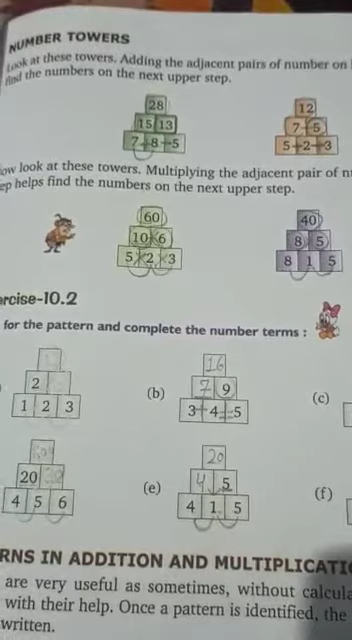 NUMBER TOWERS
Look at these towers. Adding the adjacent pairs of number on
find the numbers on the next upper step.
28
15 13
7+8+5
12
7 5
5+2+3
ow look at these towers. Multiplying the adjacent pair of n
ep helps find the numbers on the next upper step.
60
10×6
5×2×3
40
8 5
8 1 5
ercise-10.2
for the pattern and complete the number terms :
2
1 2 3
(b)
16
7 9
3+4=5
(c)
20
4 5 6
(e)
20
4 5
4 1 5
(f)
RNS IN ADDITION AND MULTIPLICATI
are very useful as sometimes, without calcula
with their help. Once a pattern is identified, the
written.